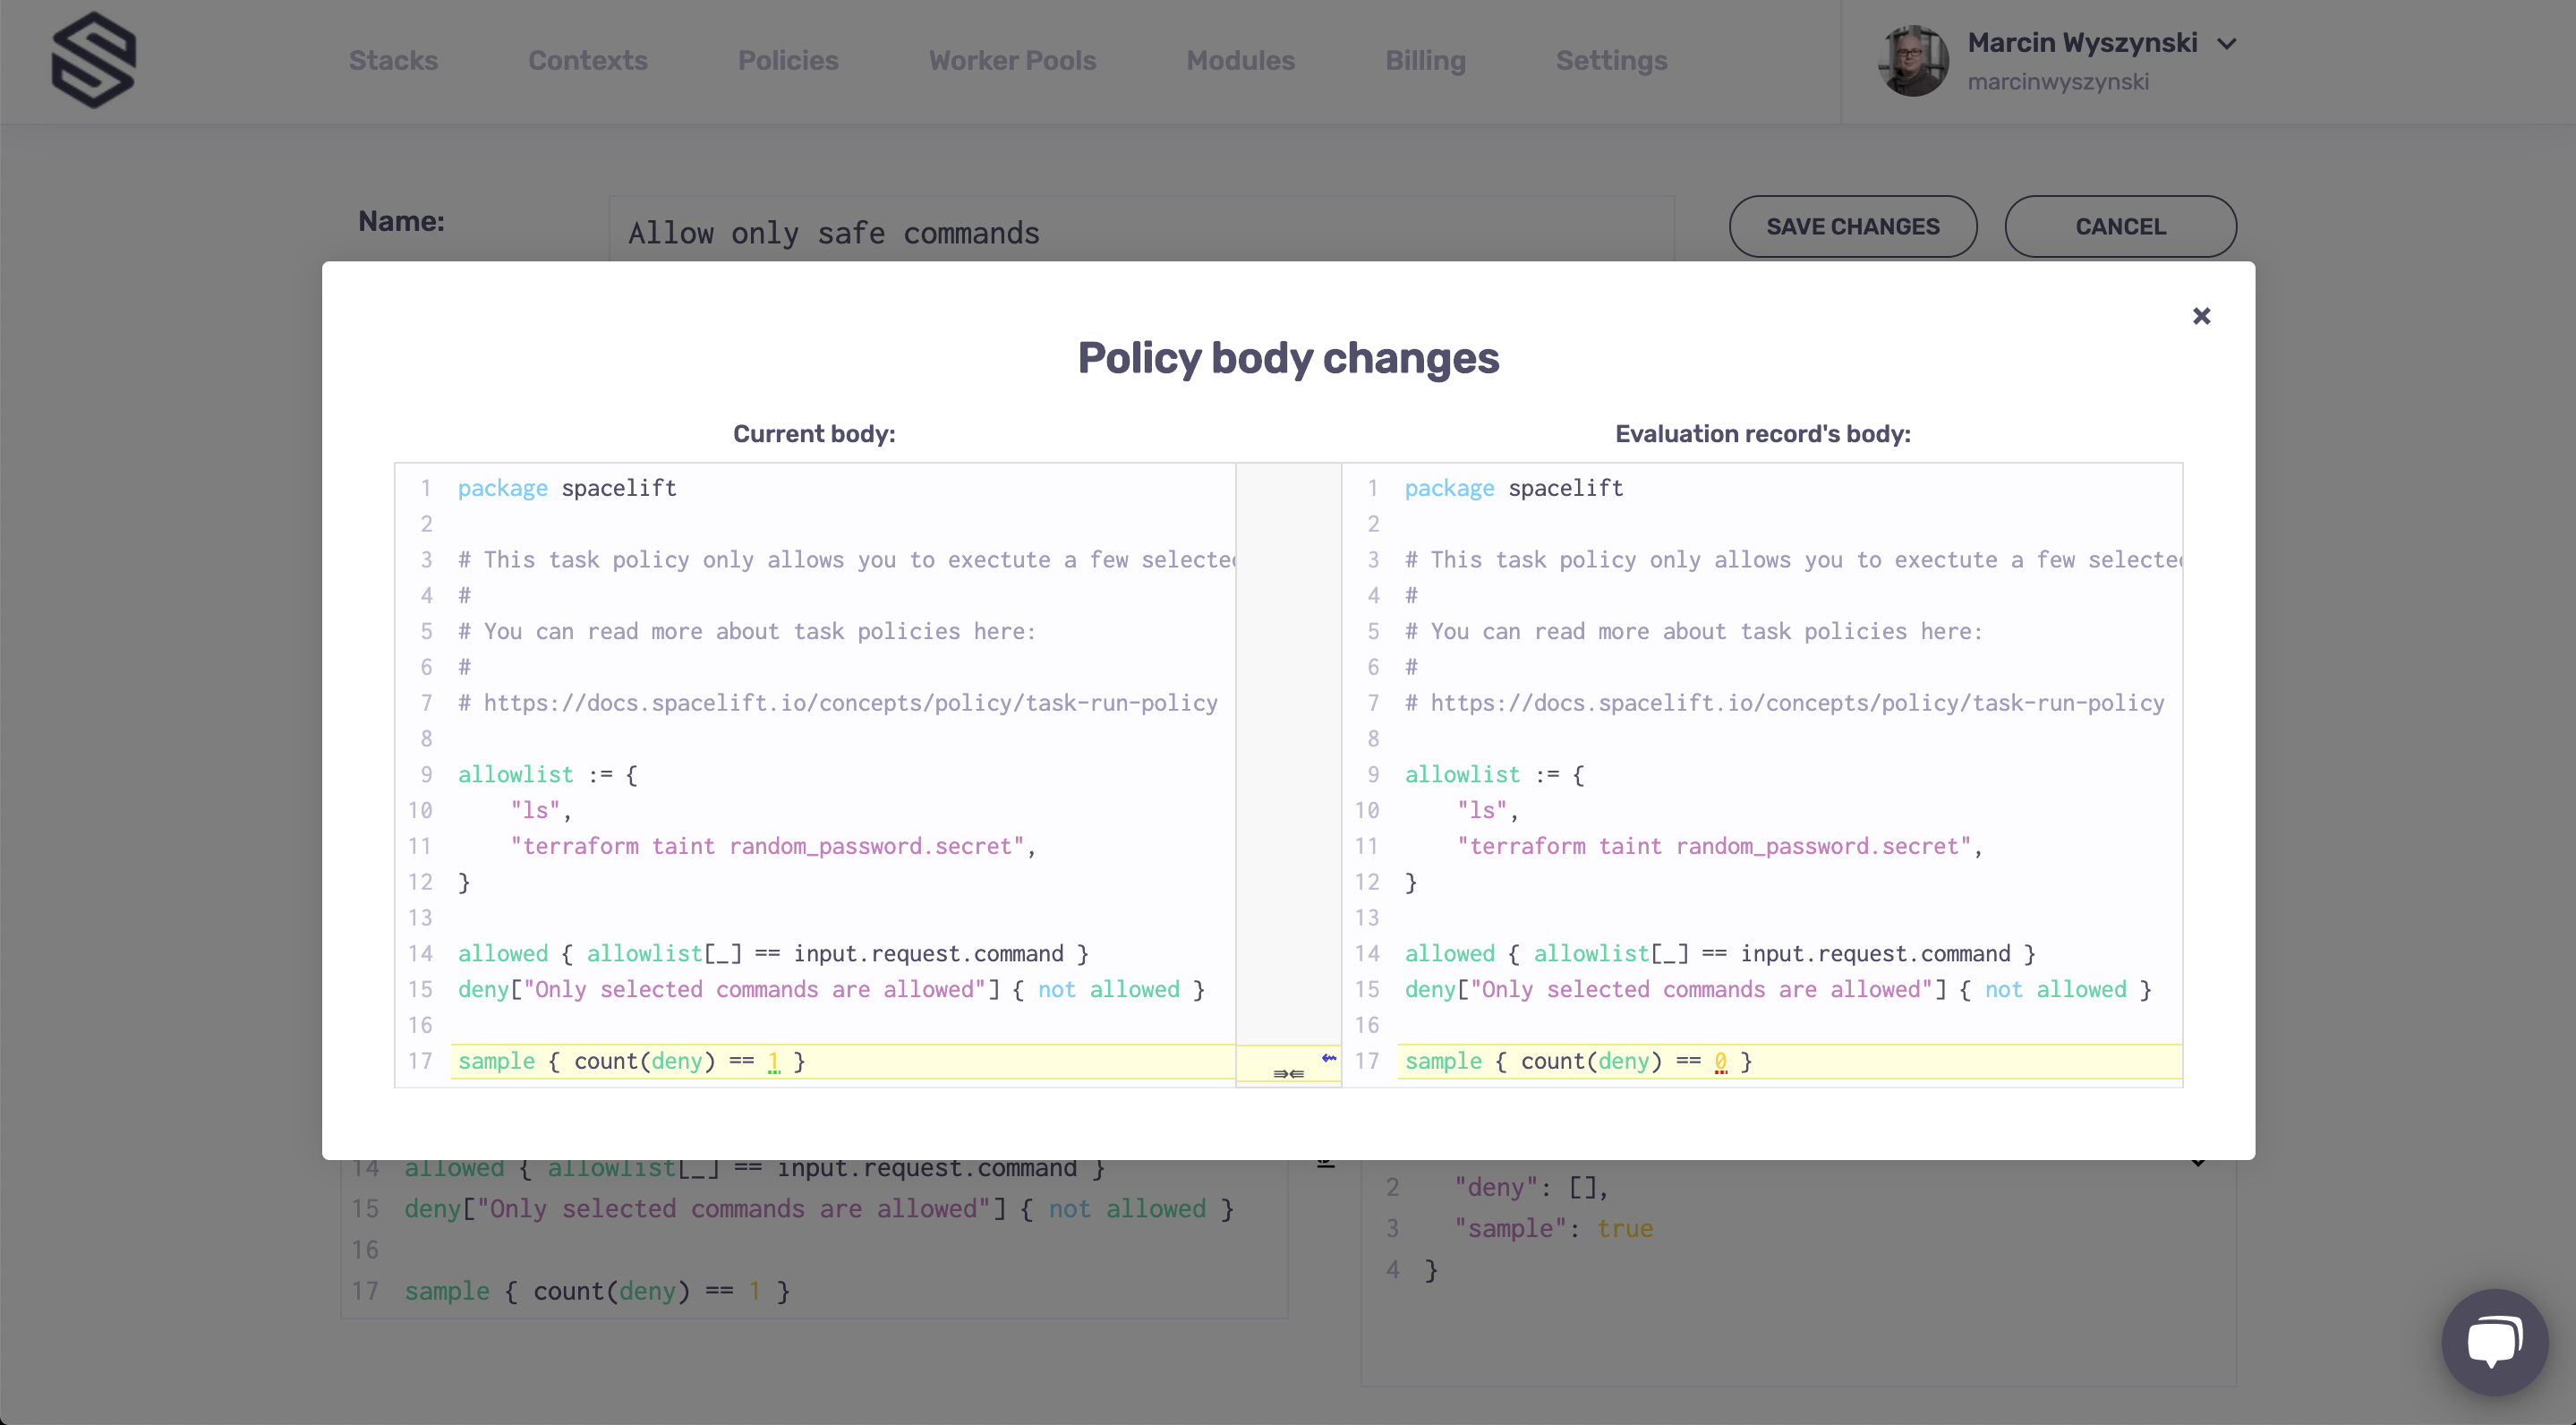 Stacks Contexts Policies Worker Pools Modules Billing Settings
Marcin Wyszynski
marcinwyszynski
Name:
Allow only safe commands
SAVE CHANGES
CANCEL
Policy body changes
Current body:
1 package spacelift
2
3 # This task policy only allows you to exectute a few selected
4 #
5 # You can read more about task policies here:
6 #
7 # https://docs.spacelift.io/concepts/policy/task-run-policy
8
9 allowlist := {
10 "ls",
11 "terraform taint random_password.secret",
12 }
13
14 allowed { allowlist[_] == input.request.command }
15 deny["Only selected commands are allowed"] { not allowed }
16
17 sample { count(deny) == 1 }
Evaluation record's body:
1 package spacelift
2
3 # This task policy only allows you to exectute a few selected
4 #
5 # You can read more about task policies here:
6 #
7 # https://docs.spacelift.io/concepts/policy/task-run-policy
8
9 allowlist := {
10 "ls",
11 "terraform taint random_password.secret",
12 }
13
14 allowed { allowlist[_] == input.request.command }
15 deny["Only selected commands are allowed"] { not allowed }
16
17 sample { count(deny) == 0 }
14 allowed { allowlist[_] == input.request.command }
15 deny["Only selected commands are allowed"] { not allowed }
16
17 sample { count(deny) == 1 }
2 "deny": [],
3 "sample": true
4 }